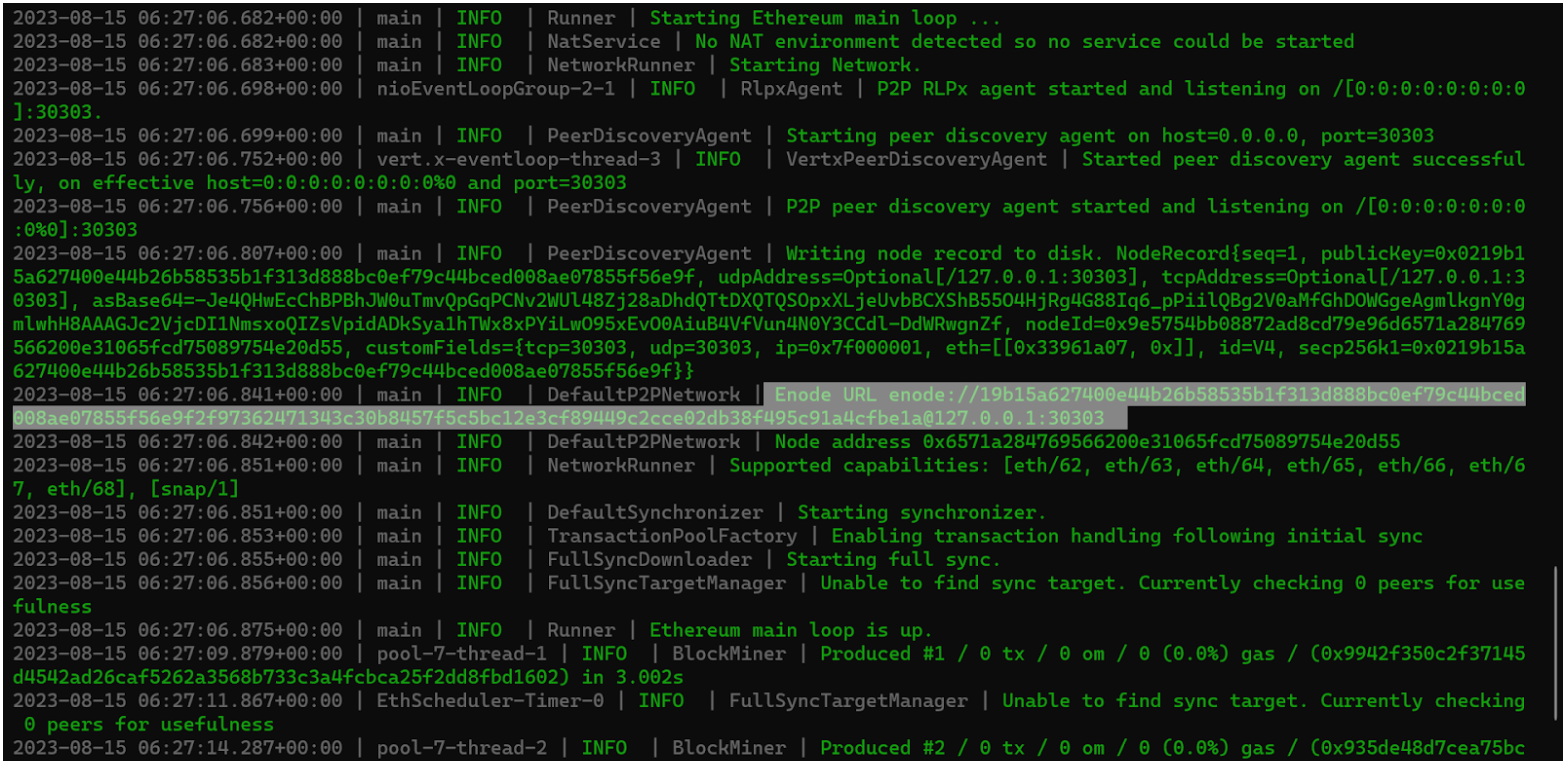 2023-08-15 06:27:06.682+00:00 | main | INFO  | Runner | Starting Ethereum main loop ...
2023-08-15 06:27:06.682+00:00 | main | INFO  | NatService | No NAT environment detected so no service could be started
2023-08-15 06:27:06.683+00:00 | main | INFO  | NetworkRunner | Starting Network.
2023-08-15 06:27:06.698+00:00 | nioEventLoopGroup-2-1 | INFO  | RlpxAgent | P2P RLPx agent started and listening on /[0:0:0:0:0:0:0:0
]:30303.
2023-08-15 06:27:06.699+00:00 | main | INFO  | PeerDiscoveryAgent | Starting peer discovery agent on host=0.0.0.0, port=30303
2023-08-15 06:27:06.752+00:00 | vert.x-eventloop-thread-3 | INFO  | VertxPeerDiscoveryAgent | Started peer discovery agent successful
ly, on effective host=0:0:0:0:0:0:0:0%0 and port=30303
2023-08-15 06:27:06.756+00:00 | main | INFO  | PeerDiscoveryAgent | P2P peer discovery agent started and listening on /[0:0:0:0:0:0:0
:0%0]:30303
2023-08-15 06:27:06.807+00:00 | main | INFO  | PeerDiscoveryAgent | Writing node record to disk. NodeRecord{seq=1, publicKey=0x0219b1
5a627400e44b26b58535b1f313d888bc0ef79c44bced008ae07855f56e9f, udpAddress=Optional[/127.0.0.1:30303], tcpAddress=Optional[/127.0.0.1:3
0303], asBase64=-Je4QHwEcChBPBhJW0uTmvQpGqPCNv2WUl48Zj28aDhdQTtDXQTQSOpxXLjeUvbBCXShB55O4HjRg4G88Iq6_pPiilQBg2V0aMfGhDOWGgeAgmlkgnY0g
mlwhH8AAAGJc2VjcDI1NmsxoQIZsVpidADkSya1hTWx8xPYiLwO95xEvO0AiuB4VfVun4N0Y3CCdl-DdWRwgnZf, nodeId=0x9e5754bb08872ad8cd79e96d6571a284769
566200e31065fcd75089754e20d55, customFields={tcp=30303, udp=30303, ip=0x7f000001, eth=[[0x33961a07, 0x]], id=V4, secp256k1=0x0219b15a
627400e44b26b58535b1f313d888bc0ef79c44bced008ae07855f56e9f}}
2023-08-15 06:27:06.841+00:00 | main | INFO  | DefaultP2PNetwork | Enode URL enode://19b15a627400e44b26b58535b1f313d888bc0ef79c44bced
008ae07855f56e9f2f97362471343c30b8457f5c5bc12e3cf89449c2cce02db38f495c91a4cfbe1a@127.0.0.1:30303
2023-08-15 06:27:06.842+00:00 | main | INFO  | DefaultP2PNetwork | Node address 0x6571a284769566200e31065fcd75089754e20d55
2023-08-15 06:27:06.851+00:00 | main | INFO  | NetworkRunner | Supported capabilities: [eth/62, eth/63, eth/64, eth/65, eth/66, eth/6
7, eth/68], [snap/1]
2023-08-15 06:27:06.851+00:00 | main | INFO  | DefaultSynchronizer | Starting synchronizer.
2023-08-15 06:27:06.853+00:00 | main | INFO  | TransactionPoolFactory | Enabling transaction handling following initial sync
2023-08-15 06:27:06.855+00:00 | main | INFO  | FullSyncDownloader | Starting full sync.
2023-08-15 06:27:06.856+00:00 | main | INFO  | FullSyncTargetManager | Unable to find sync target. Currently checking 0 peers for use
fulness
2023-08-15 06:27:06.875+00:00 | main | INFO  | Runner | Ethereum main loop is up.
2023-08-15 06:27:09.879+00:00 | pool-7-thread-1 | INFO  | BlockMiner | Produced #1 / 0 tx / 0 om / 0 (0.0%) gas / (0x9942f350c2f37145
d4542ad26caf5262a3568b733c3a4fcbca25f2dd8fbd1602) in 3.002s
2023-08-15 06:27:11.867+00:00 | EthScheduler-Timer-0 | INFO  | FullSyncTargetManager | Unable to find sync target. Currently checking
 0 peers for usefulness
2023-08-15 06:27:14.287+00:00 | pool-7-thread-2 | INFO  | BlockMiner | Produced #2 / 0 tx / 0 om / 0 (0.0%) gas / (0x935de48d7cea75bc